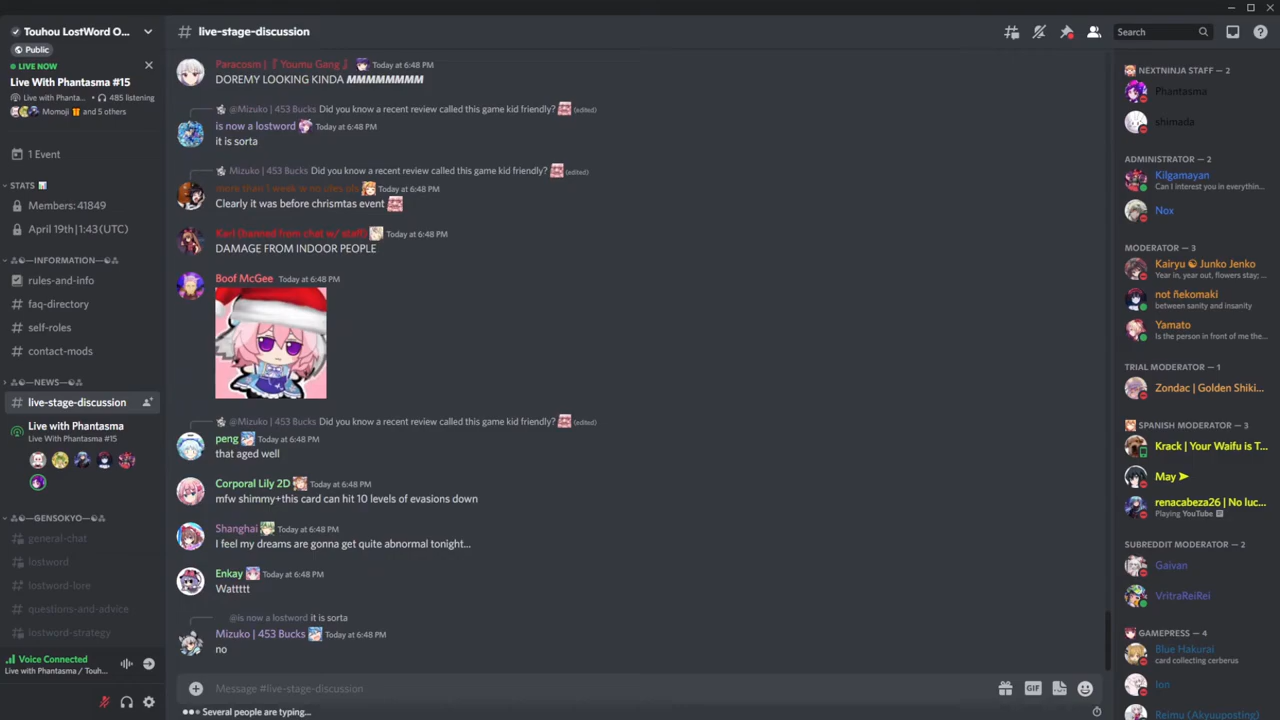 Touhou LostWord O...
Public
LIVE NOW
Live With Phantasma #15
Live with Phanta... · 485 listening
Momoji and 5 others
1 Event
STATS
Members: 41849
April 19th|1:43(UTC)
—INFORMATION—
rules-and-info
faq-directory
self-roles
contact-mods
—NEWS—
live-stage-discussion
Live with Phantasma
Live With Phantasma #15
—GENSOKYO—
general-chat
lostword
lostword-lore
questions-and-advice
lostword-strategy
Voice Connected
Live with Phantasma / Touh...
live-stage-discussion
Search
Paracosm |『 Youmu Gang 』 Today at 6:48 PM
DOREMY LOOKING KINDA MMMMMMMM
@Mizuko | 453 Bucks Did you know a recent review called this game kid friendly? (edited)
is now a lostword Today at 6:48 PM
it is sorta
Mizuko | 453 Bucks Did you know a recent review called this game kid friendly? (edited)
more than 1 week w no utes ols Today at 6:48 PM
Clearly it was before chrismtas event
Karl (banned from chat w/ staff) Today at 6:48 PM
DAMAGE FROM INDOOR PEOPLE
Boof McGee Today at 6:48 PM
@Mizuko | 453 Bucks Did you know a recent review called this game kid friendly? (edited)
peng Today at 6:48 PM
that aged well
Corporal Lily 2D Today at 6:48 PM
mfw shimmy+this card can hit 10 levels of evasions down
Shanghai Today at 6:48 PM
I feel my dreams are gonna get quite abnormal tonight...
Enkay Today at 6:48 PM
Wattttt
@is now a lostword it is sorta
Mizuko | 453 Bucks Today at 6:48 PM
no
Message #live-stage-discussion
GIF
Several people are typing...
NEXTNINJA STAFF — 2
Phantasma
shimada
ADMINISTRATOR — 2
Kilgamayan
Can I interest you in everythin...
Nox
MODERATOR — 3
Kairyu ☯ Junko Jenko
Year in, year out, flowers stay; ...
not ñekomaki
between sanity and insanity
Yamato
Is the person in front of me the...
TRIAL MODERATOR — 1
Zondac | Golden Shiki...
SPANISH MODERATOR — 3
Krack | Your Waifu is T...
May ➤
renacabeza26 | No luc...
Playing YouTube
SUBREDDIT MODERATOR — 2
Gaivan
VritraReiRei
GAMEPRESS — 4
Blue Hakurai
card collecting cerberus
Ion
Reimu (Akyuuposting)